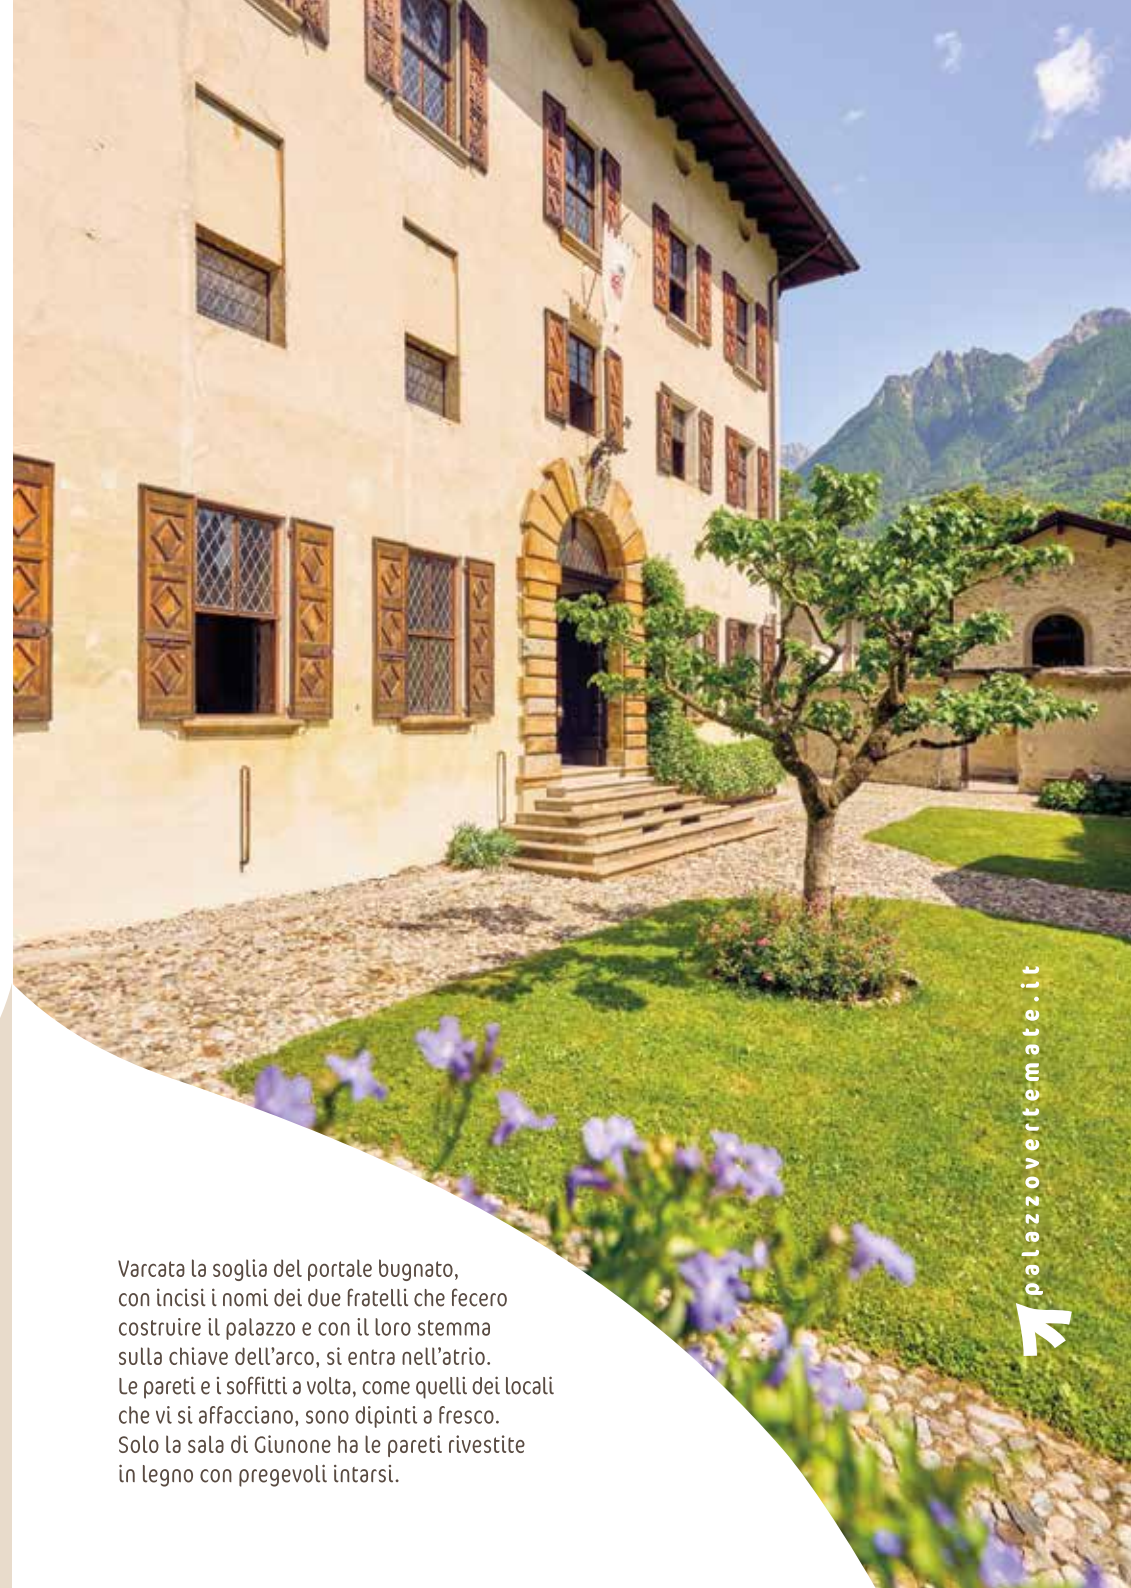 palazzovertemate.it
Varcata la soglia del portale bugnato,
con incisi i nomi dei due fratelli che fecero
costruire il palazzo e con il loro stemma
sulla chiave dell'arco, si entra nell'atrio.
Le pareti e i soffitti a volta, come quelli dei locali
che vi si affacciano, sono dipinti a fresco.
Solo la sala di Giunone ha le pareti rivestite
in legno con pregevoli intarsi.